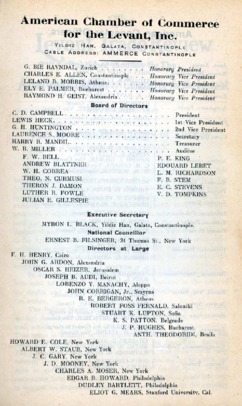 American Chamber of Commerce
for the Levant, Inc.
YILDIZ HAN, GALATA, CONSTANTINOPLE
CABLE ADDRESS: AMMERCE CONSTANTINOPLE
G. BIE RAVNDAL, Zurich Honorary President
CHARLES E. ALLEN, Constantinople Honorary Vice President
LELAND B. MORRIS, Athens Honorary Vice President
ELY E. PALMER, Bucharest Honorary Vice President
RAYMOND H. GEIST, Alexandria Honorary Vice President
Board of Directors
C. D. CAMPBELL President
LEWIS HECK 1st Vice President
G. H. HUNTINGTON 2nd Vice President
LAURENCE S. MOORE Secretary
HARRY B. MANDIL Treasurer
W. B. MILLER Auditor
F. W. BELL P. E. KING
ANDREW BLATTNER EDOUARD LEBET
W. H. CORREA L. M. RICHARDSON
THEO. N. CURMUSI F. B. STEM
THERON J. DAMON E. C. STEVENS
LUTHER R. FOWLE V. D. TOMPKINS
JULIAN E. GILLESPIE
Executive Secretary
MYRON L. BLACK, Yildiz Han, Galata, Constantinople.
National Councillor
ERNEST B. FILSINGER, 24 Thomas St., New York
Directors at Large
F. H. HENRY, Cairo
JOHN G. ABDON, Alexandria
OSCAR S. HEIZER, Jerusalem
JOSEPH B. AUDI, Beirut
LORENZO Y. MANACHY, Aleppo
JOHN CORRIGAN, Jr., Smyrna
R. E. BERGERON, Athens
ROBERT FOSS FERNALD, Saloniki
STUART K. LUPTON, Sofia
K. S. PATTON, Belgrade
J. P. HUGHES, Bucharest
ANTH. THEODORIDI, Braila
HOWARD E. COLE, New York
ALBERT W. STAUB, New York
J. C. GARY, New York
J. D. MOONEY, New York
CHARLES A. MOSER, New York
EDGAR B. HOWARD, Philadelphia
DUDLEY BARTLETT, Philadelphia
ELIOT G. MEARS, Stanford University, Cal.